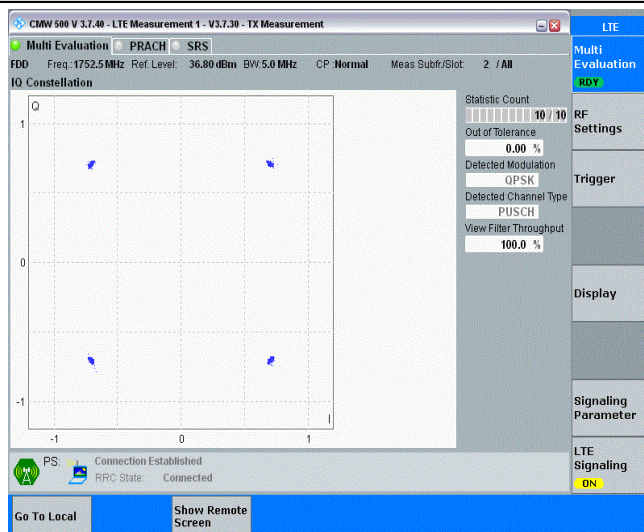 CMW 500 V 3.7.40 - LTE Measurement 1 - V3.7.30 - TX Measurement
LTE
Multi Evaluation PRACH SRS
Multi
Evaluation
RDY
FDD Freq.:1752.5 MHz Ref. Level: 36.80 dBm BW:5.0 MHz CP :Normal Meas Subfr./Slot: 2 / All
IQ Constellation
Q
1
0
-1
-1 0 1
I
Statistic Count
10 / 10
Out of Tolerance
0.00 %
Detected Modulation
QPSK
Detected Channel Type
PUSCH
View Filter Throughput
100.0 %
RF
Settings
Trigger
Display
Signaling
Parameter
LTE
Signaling
ON
PS: Connection Established
RRC State: Connected
Go To Local
Show Remote
Screen